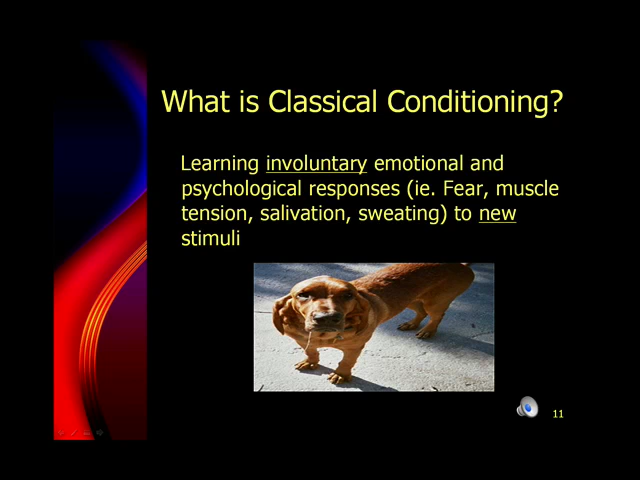 What is Classical Conditioning?
Learning involuntary emotional and
psychological responses (ie. Fear, muscle
tension, salivation, sweating) to new
stimuli
11